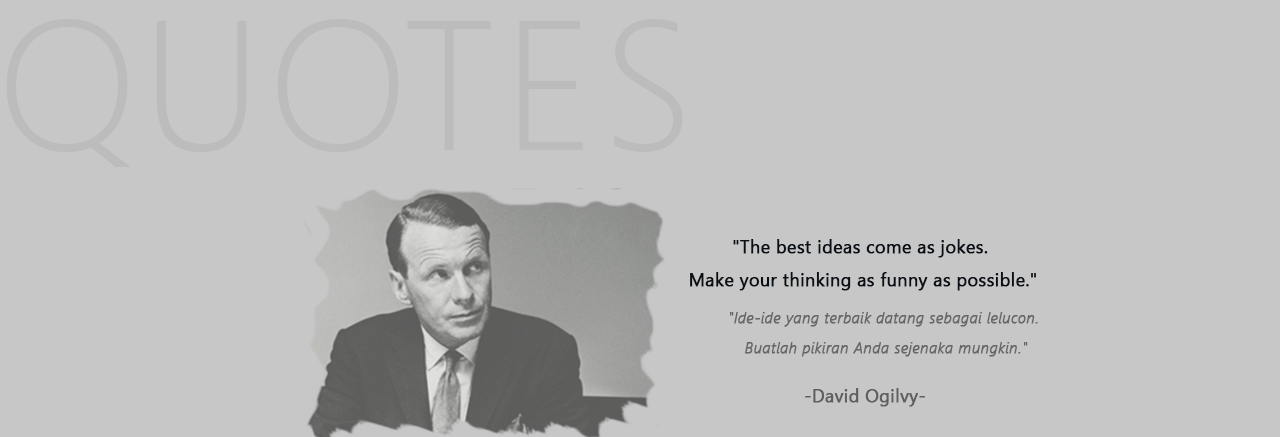 QUOTES
"The best ideas come as jokes.
Make your thinking as funny as possible."
"Ide-ide yang terbaik datang sebagai lelucon.
Buatlah pikiran Anda sejenaka mungkin."
-David Ogilvy-